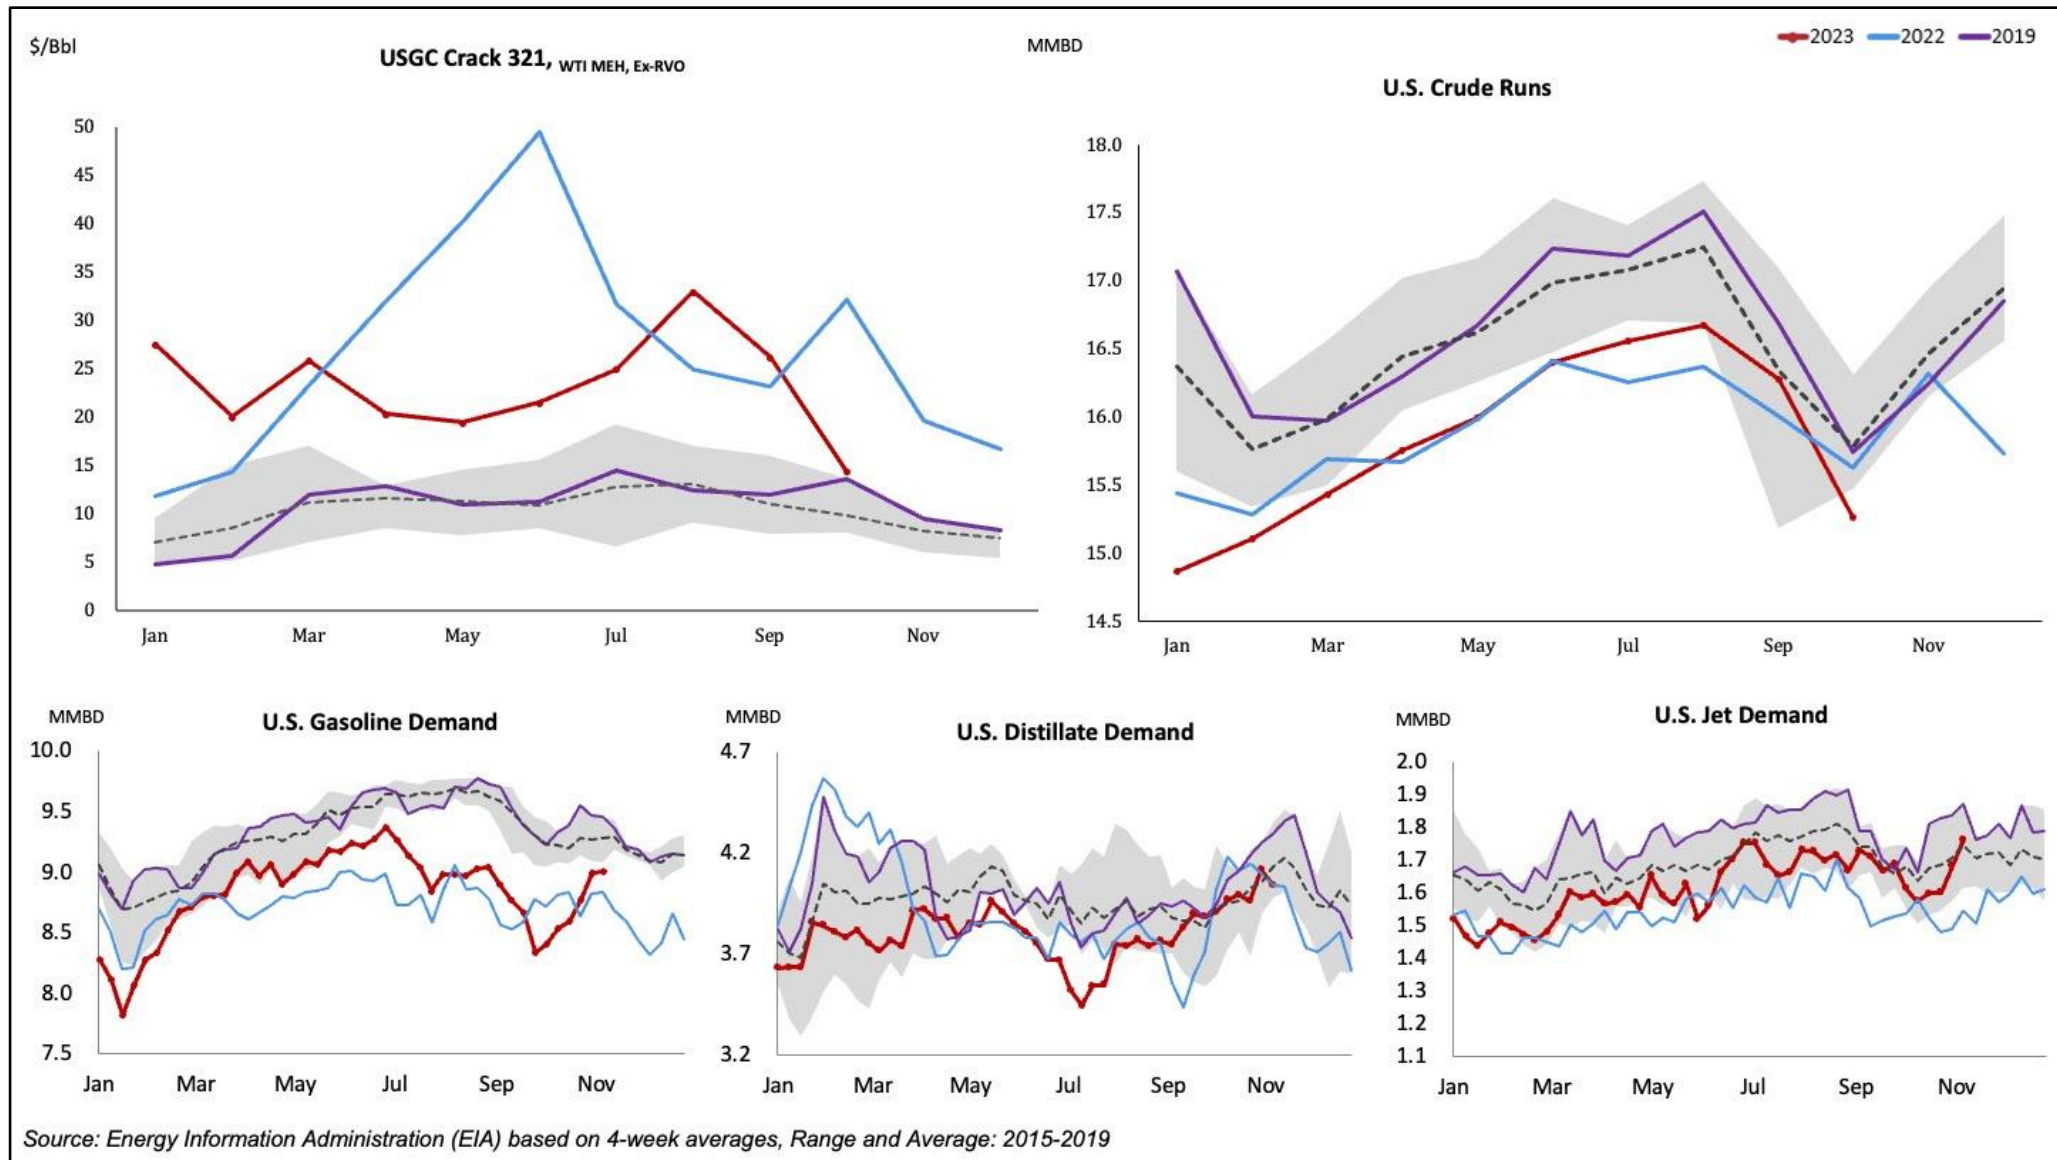 $/Bbl
USGC Crack 321, WTI MEH, Ex-RVO
MMBD
2023 2022 2019
U.S. Crude Runs
50
45
40
35
30
25
20
15
10
5
0
Jan Mar May Jul Sep Nov
18.0
17.5
17.0
16.5
16.0
15.5
15.0
14.5
Jan Mar May Jul Sep Nov
MMBD
U.S. Gasoline Demand
10.0
9.5
9.0
8.5
8.0
7.5
Jan Mar May Jul Sep Nov
MMBD
U.S. Distillate Demand
4.7
4.2
3.7
3.2
Jan Mar May Jul Sep Nov
MMBD
U.S. Jet Demand
2.0
1.9
1.8
1.7
1.6
1.5
1.4
1.3
1.2
1.1
Jan Mar May Jul Sep Nov
Source: Energy Information Administration (EIA) based on 4-week averages, Range and Average: 2015-2019